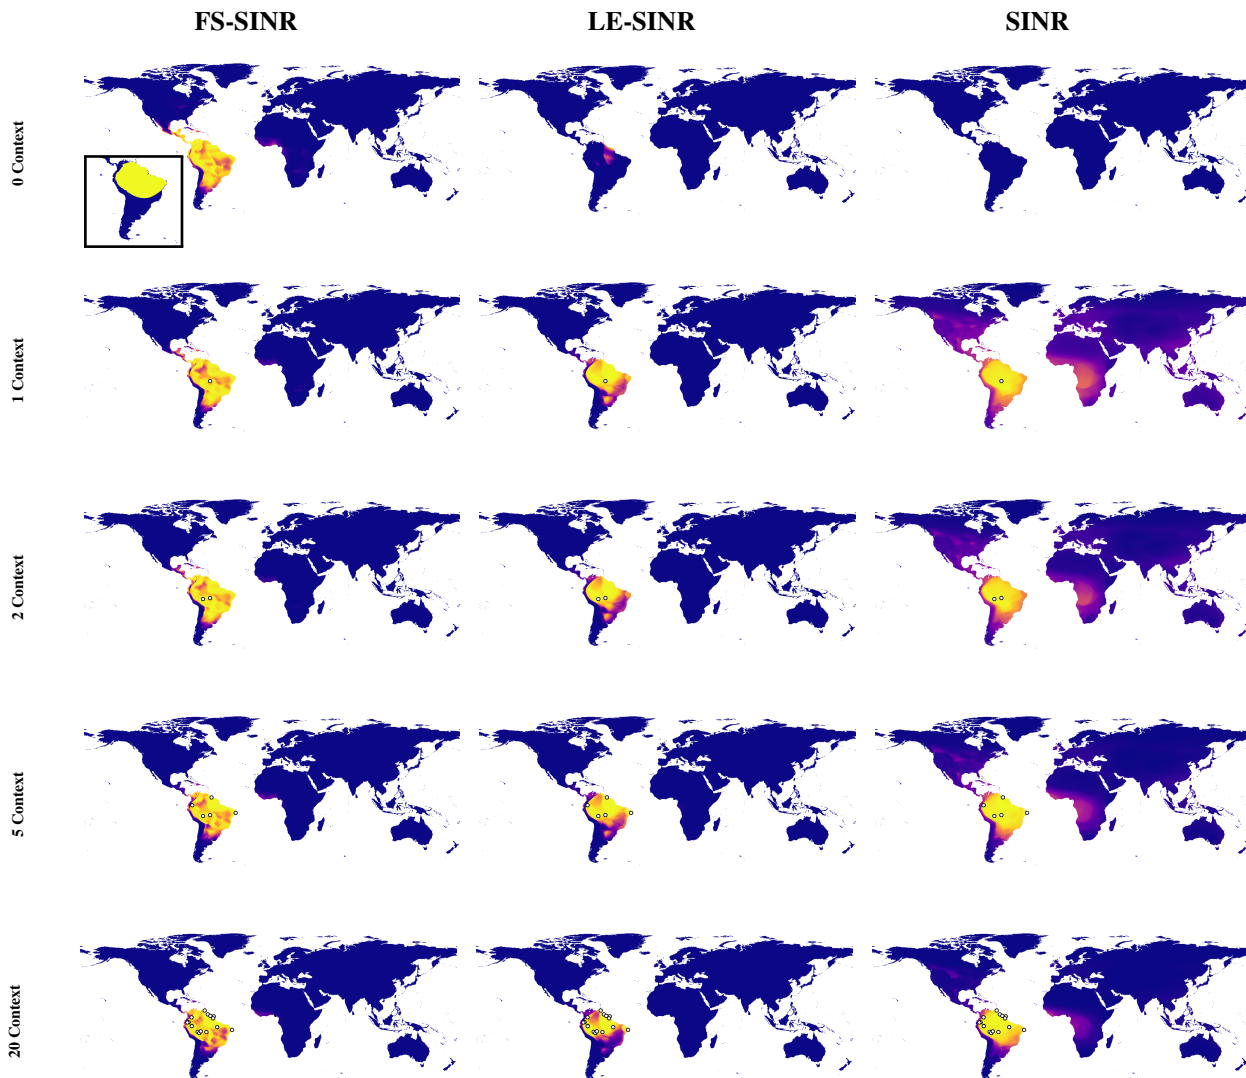 FS-SINR LE-SINR SINR
0 Context
1 Context
2 Context
5 Context
20 Context